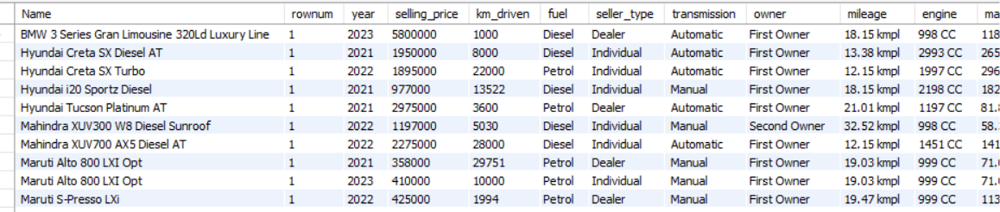 Name rownum year selling_price km_driven fuel seller_type transmission owner mileage engine ma
BMW 3 Series Gran Limousine 320Ld Luxury Line 1 2023 5800000 1000 Diesel Dealer Automatic First Owner 18.15 kmpl 998 CC 118
Hyundai Creta SX Diesel AT 1 2021 1950000 8000 Diesel Individual Automatic First Owner 13.38 kmpl 2993 CC 265
Hyundai Creta SX Turbo 1 2022 1895000 22000 Petrol Individual Automatic First Owner 12.15 kmpl 1997 CC 296
Hyundai i20 Sportz Diesel 1 2021 977000 13522 Diesel Individual Manual First Owner 18.15 kmpl 2198 CC 182
Hyundai Tucson Platinum AT 1 2021 2975000 3600 Petrol Dealer Automatic First Owner 21.01 kmpl 1197 CC 81.8
Mahindra XUV300 W8 Diesel Sunroof 1 2022 1197000 5030 Diesel Individual Manual Second Owner 32.52 kmpl 998 CC 58.
Mahindra XUV700 AX5 Diesel AT 1 2022 2275000 28000 Diesel Individual Automatic First Owner 12.15 kmpl 1451 CC 141
Maruti Alto 800 LXI Opt 1 2021 358000 29751 Petrol Dealer Manual First Owner 19.03 kmpl 999 CC 71.
Maruti Alto 800 LXI Opt 1 2023 410000 10000 Petrol Individual Manual First Owner 19.03 kmpl 999 CC 71.
Maruti S-Presso LXi 1 2022 425000 1994 Petrol Dealer Manual First Owner 19.47 kmpl 999 CC 113